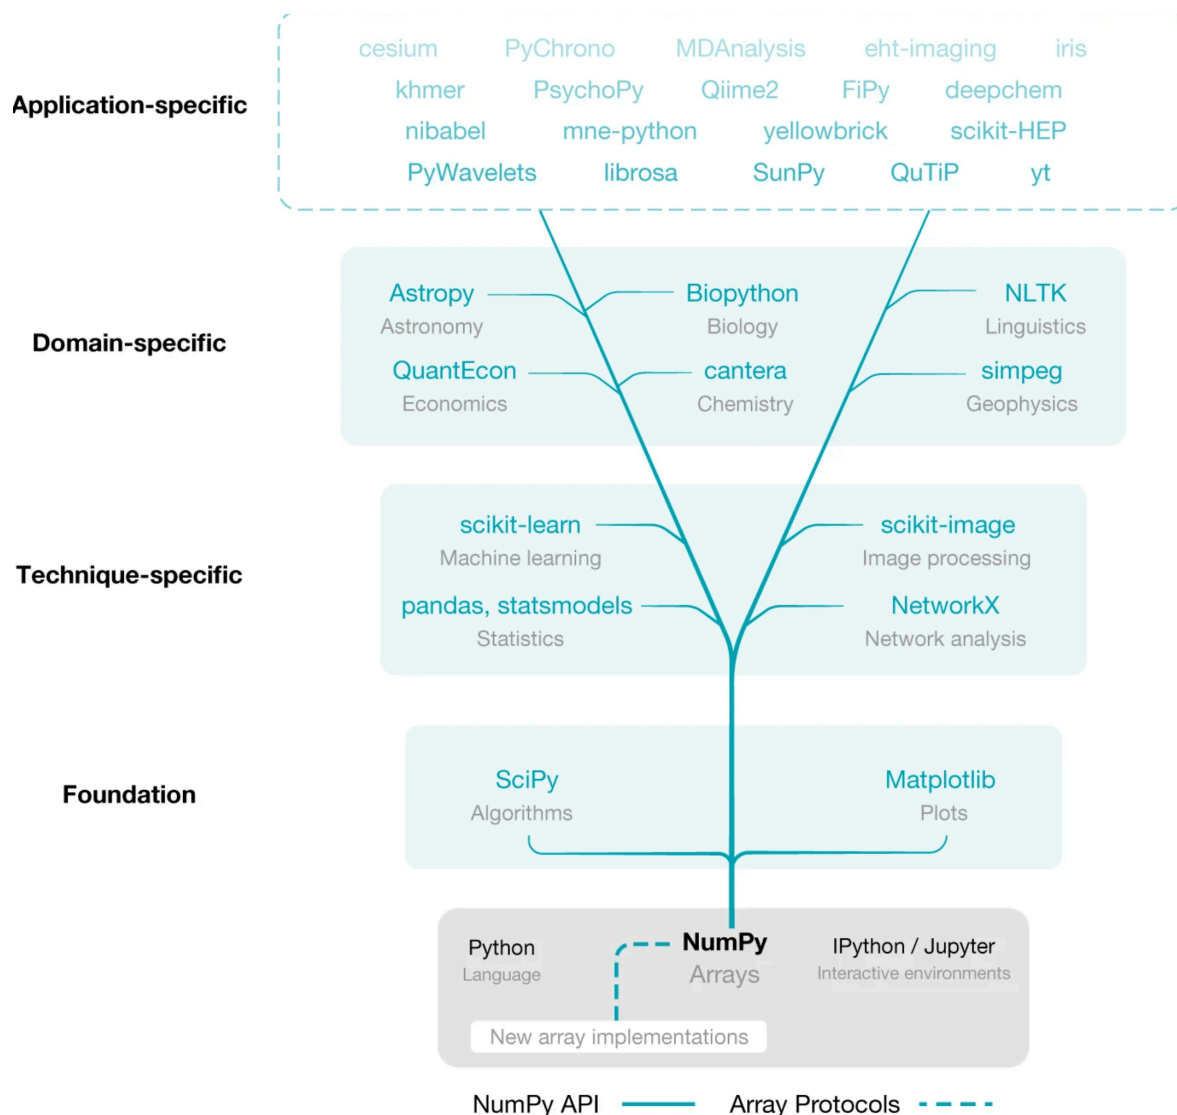 cesium PyChrono MDAnalysis eht-imaging iris
Application-specific
khmer PsychoPy Qiime2 FiPy deepchem
nibabel mne-python yellowbrick scikit-HEP
PyWavelets librosa SunPy QuTiP yt
Domain-specific
Astropy Biopython NLTK
Astronomy Biology Linguistics
QuantEcon cantera simpeg
Economics Chemistry Geophysics
Technique-specific
scikit-learn scikit-image
Machine learning Image processing
pandas, statsmodels NetworkX
Statistics Network analysis
Foundation
SciPy Matplotlib
Algorithms Plots
Python NumPy IPython / Jupyter
Language Arrays Interactive environments
New array implementations
NumPy API Array Protocols